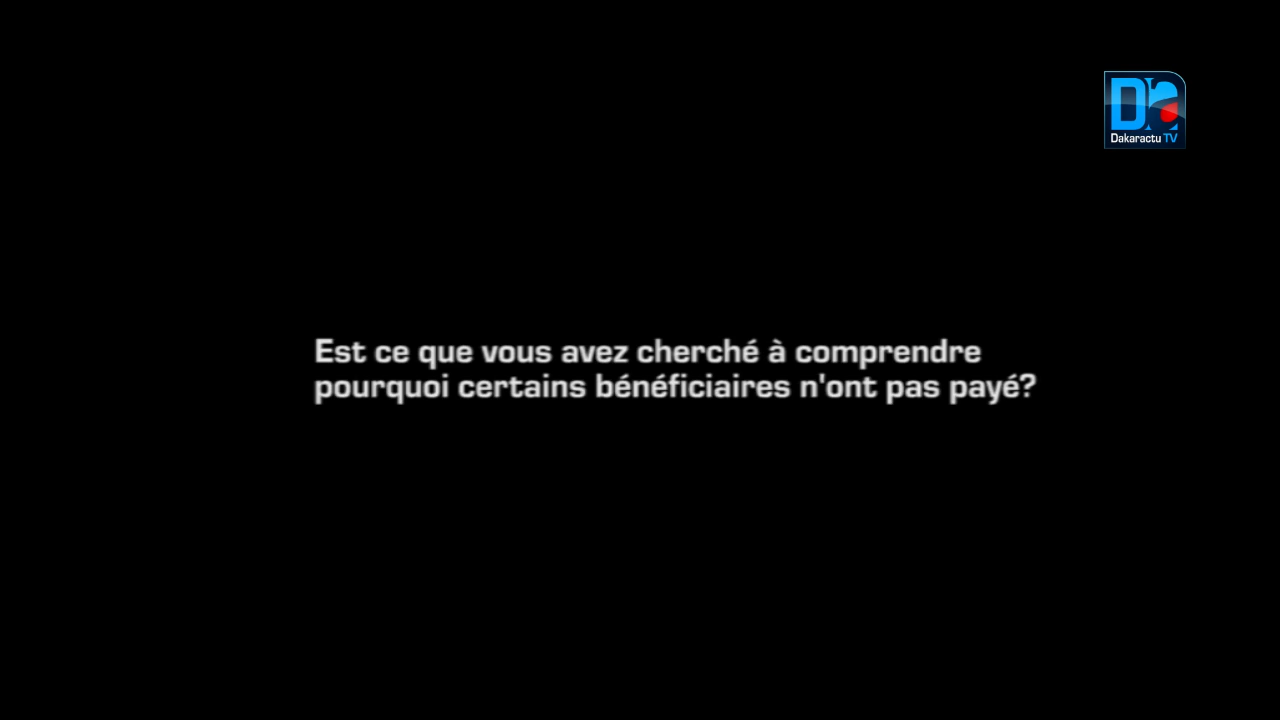 Dakaractu TV
Est ce que vous avez cherché à comprendre
pourquoi certains bénéficiaires n'ont pas payé?